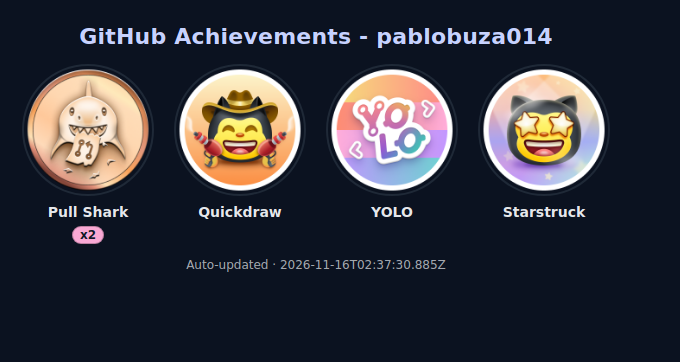 GitHub Achievements - pablobuza014
YOLO
Pull Shark
Quickdraw
YOLO
Starstruck
x2
Auto-updated · 2026-11-16T02:37:30.885Z